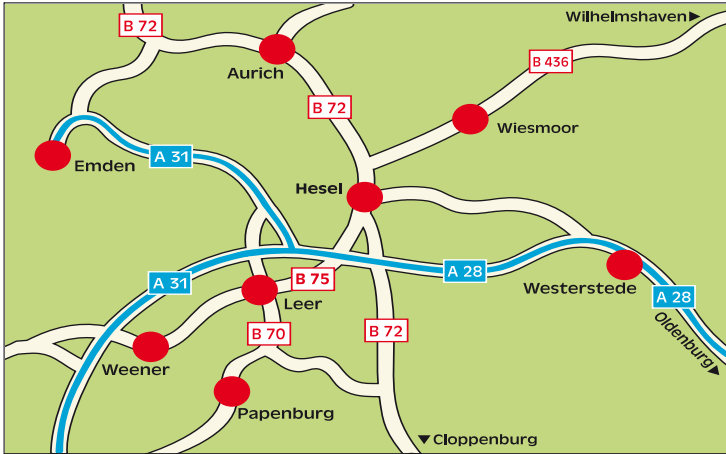 Wilhelmshaven
B 72
Aurich
B 436
B 72
Wiesmoor
Emden
A 31
Hesel
A 31
B 75
A 28
Westerstede
A 28
Leer
Oldenburg
B 70
B 72
Weener
Papenburg
Cloppenburg